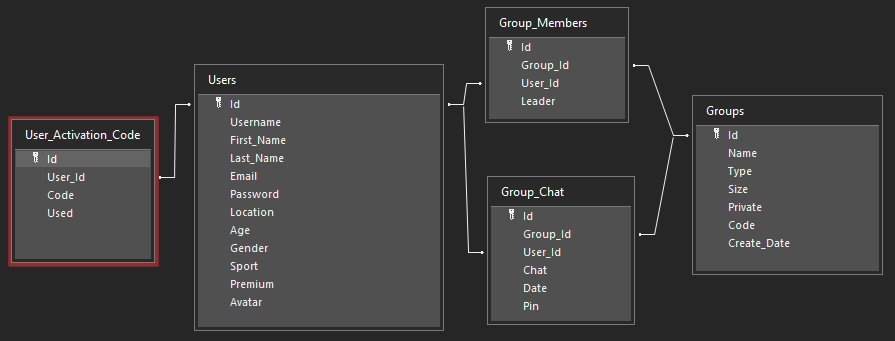 User_Activation_Code
Id
User_Id
Code
Used
Users
Id
Username
First_Name
Last_Name
Email
Password
Location
Age
Gender
Sport
Premium
Avatar
Group_Members
Id
Group_Id
User_Id
Leader
Group_Chat
Id
Group_Id
User_Id
Chat
Date
Pin
Groups
Id
Name
Type
Size
Private
Code
Create_Date